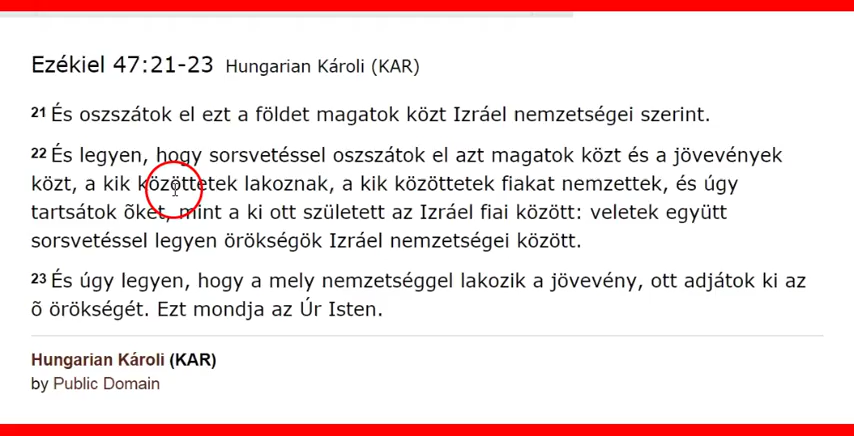 Ezékiel 47:21-23 Hungarian Károli (KAR)
21 És oszszátok el ezt a földet magatok közt Izráel nemzetségei szerint.
22 És legyen, hogy sorsvetéssel oszszátok el azt magatok közt és a jövevények
közt, a kik közöttetek lakoznak, a kik közöttetek fiakat nemzettek, és úgy
tartsátok õket, mint a ki ott született az Izráel fiai között: veletek együtt
sorsvetéssel legyen örökségök Izráel nemzetségei között.
23 És úgy legyen, hogy a mely nemzetséggel lakozik a jövevény, ott adjátok ki az
õ örökségét. Ezt mondja az Úr Isten.
Hungarian Károli (KAR)
by Public Domain